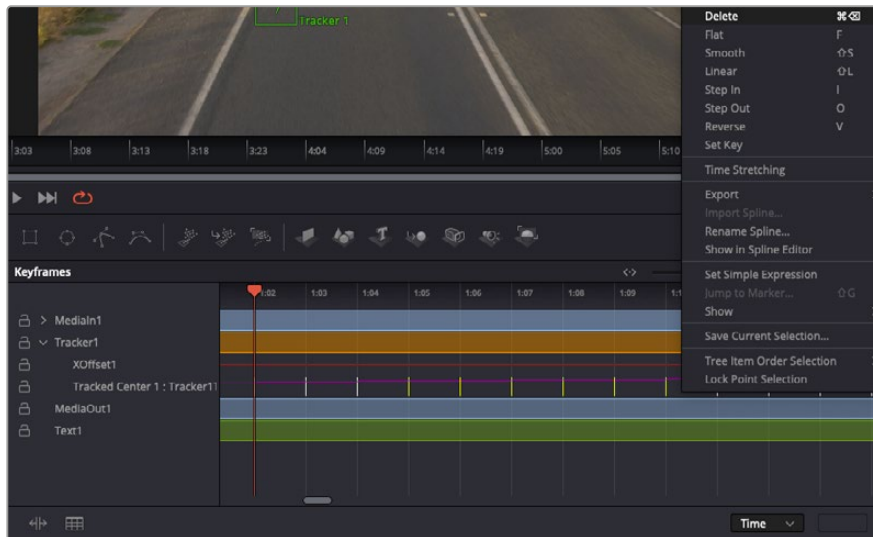 Tracker 1
Delete ⌘⌫
Flat F
Smooth ⇧S
Linear ⇧L
Step In I
Step Out O
Reverse V
Set Key
Time Stretching
Export
Import Spline...
Rename Spline...
Show in Spline Editor
Set Simple Expression
Jump to Marker... ⇧G
Show
Save Current Selection...
Tree Item Order Selection
Lock Point Selection
3:03 3:08 3:13 3:18 3:23 4:04 4:09 4:14 4:19 5:00 5:05 5:10
Keyframes
1:02 1:03 1:04 1:05 1:06 1:07 1:08 1:09
MediaIn1
Tracker1
XOffset1
Tracked Center 1 : Tracker1
MediaOut1
Text1
Time